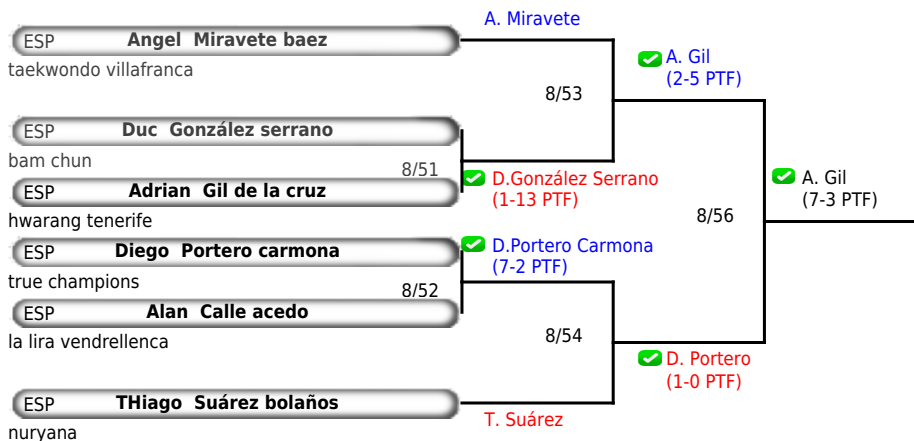 A. Miravete
ESP Angel Miravete baez
taekwondo villafranca
A. Gil
(2-5 PTF)
8/53
ESP Duc González serrano
bam chun
8/51
D.González Serrano
(1-13 PTF)
ESP Adrian Gil de la cruz
hwarang tenerife
A. Gil
(7-3 PTF)
8/56
D.Portero Carmona
(7-2 PTF)
ESP Diego Portero carmona
true champions
8/52
ESP Alan Calle acedo
la lira vendrellenca
8/54
D. Portero
(1-0 PTF)
ESP THiago Suárez bolaños
nuryana
T. Suárez